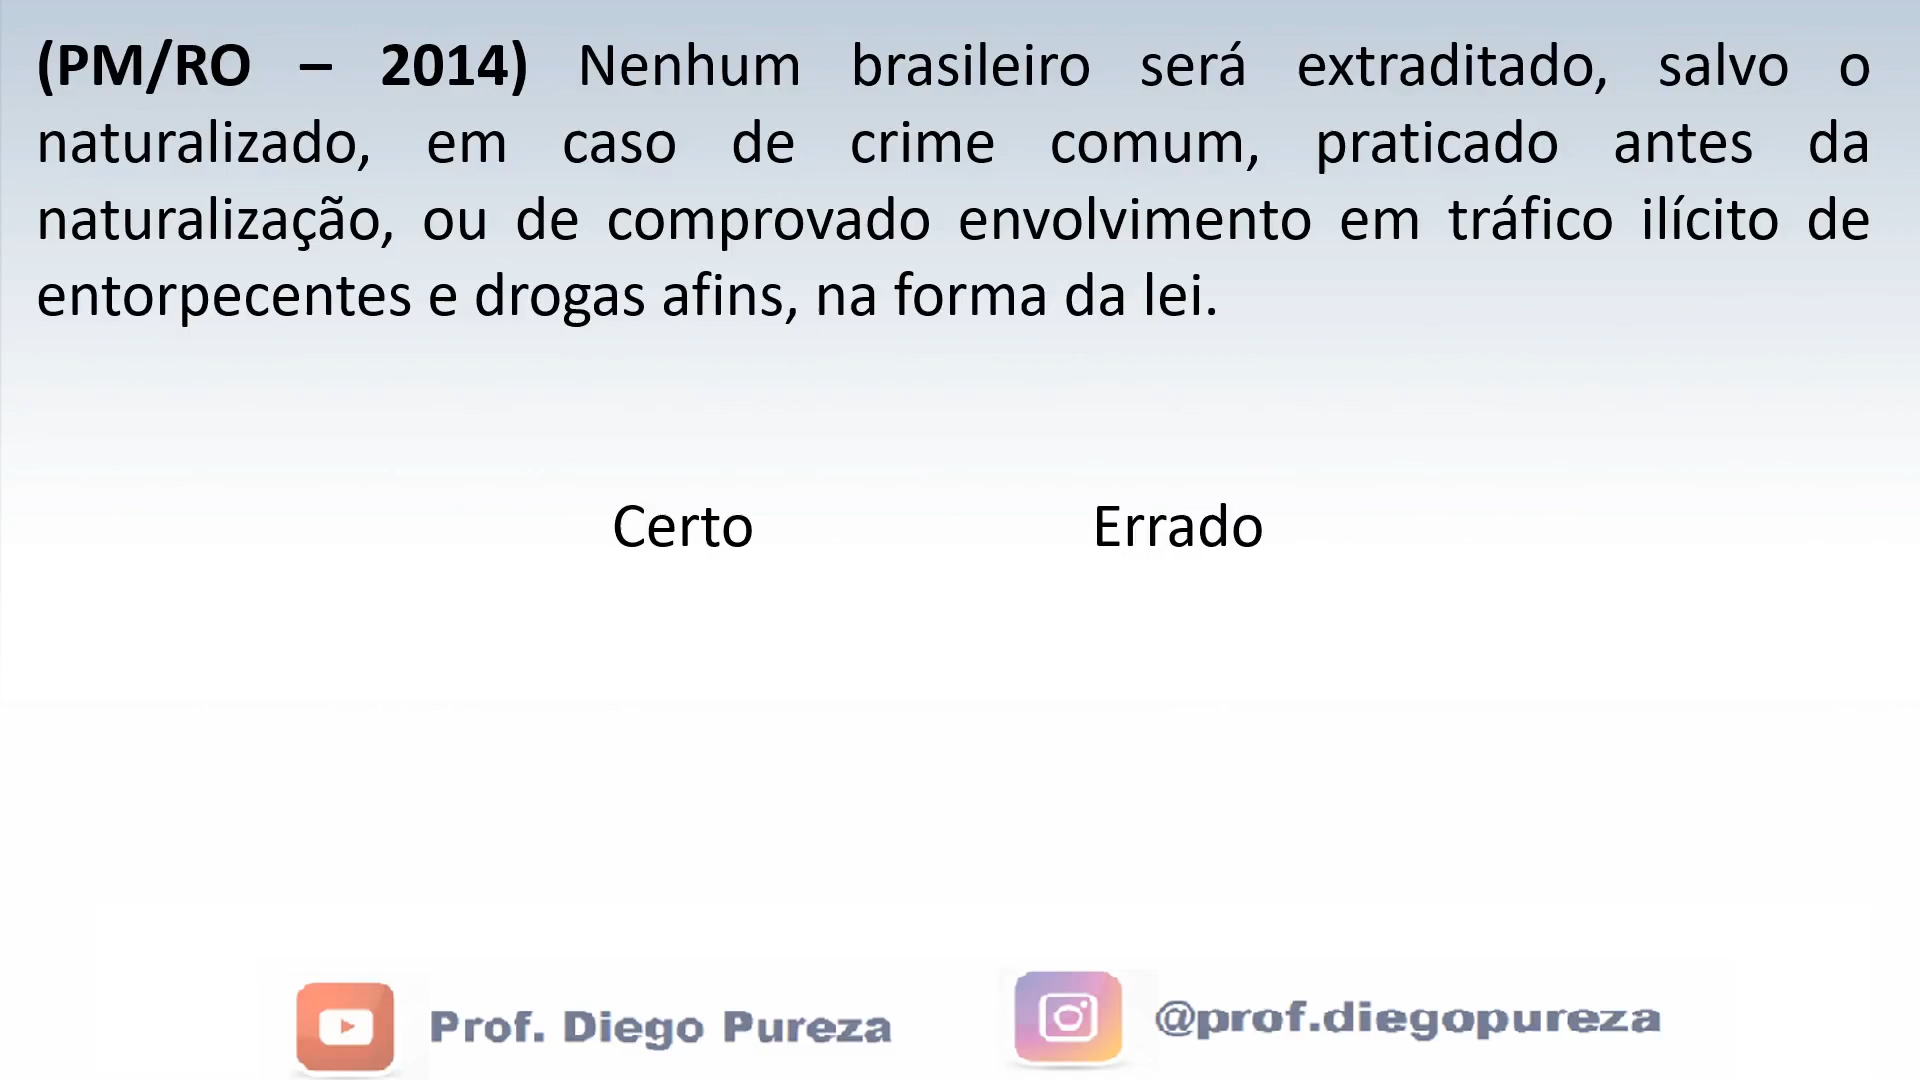 (PM/RO – 2014) Nenhum brasileiro será extraditado, salvo o
naturalizado, em caso de crime comum, praticado antes da
naturalização, ou de comprovado envolvimento em tráfico ilícito de
entorpecentes e drogas afins, na forma da lei.
Certo Errado
Prof. Diego Pureza @prof.diegopureza